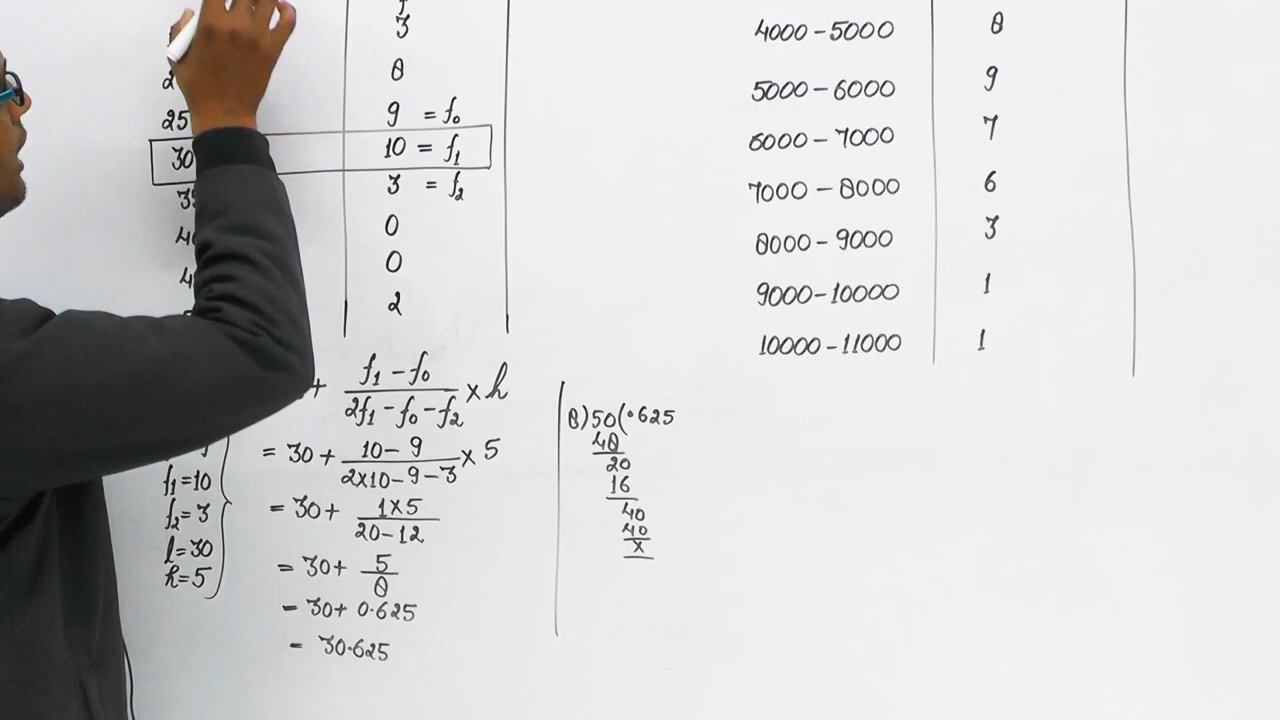 3
8
25 9 = f₀
30 10 = f₁
3 = f₂
0
0
2
+ (f₁ - f₀)/(2f₁ - f₀ - f₂) × h
= 30 + (10 - 9)/(2×10 - 9 - 3) × 5
f₁ = 10
= 30 + (1×5)/(20 - 12)
f₂ = 3
l = 30
= 30 + 5/8
h = 5
= 30 + 0.625
= 30.625
8)50(.625
48
20
16
40
40
×
4000 - 5000 8
5000 - 6000 9
6000 - 7000 7
7000 - 8000 6
8000 - 9000 3
9000 - 10000 1
10000 - 11000 1